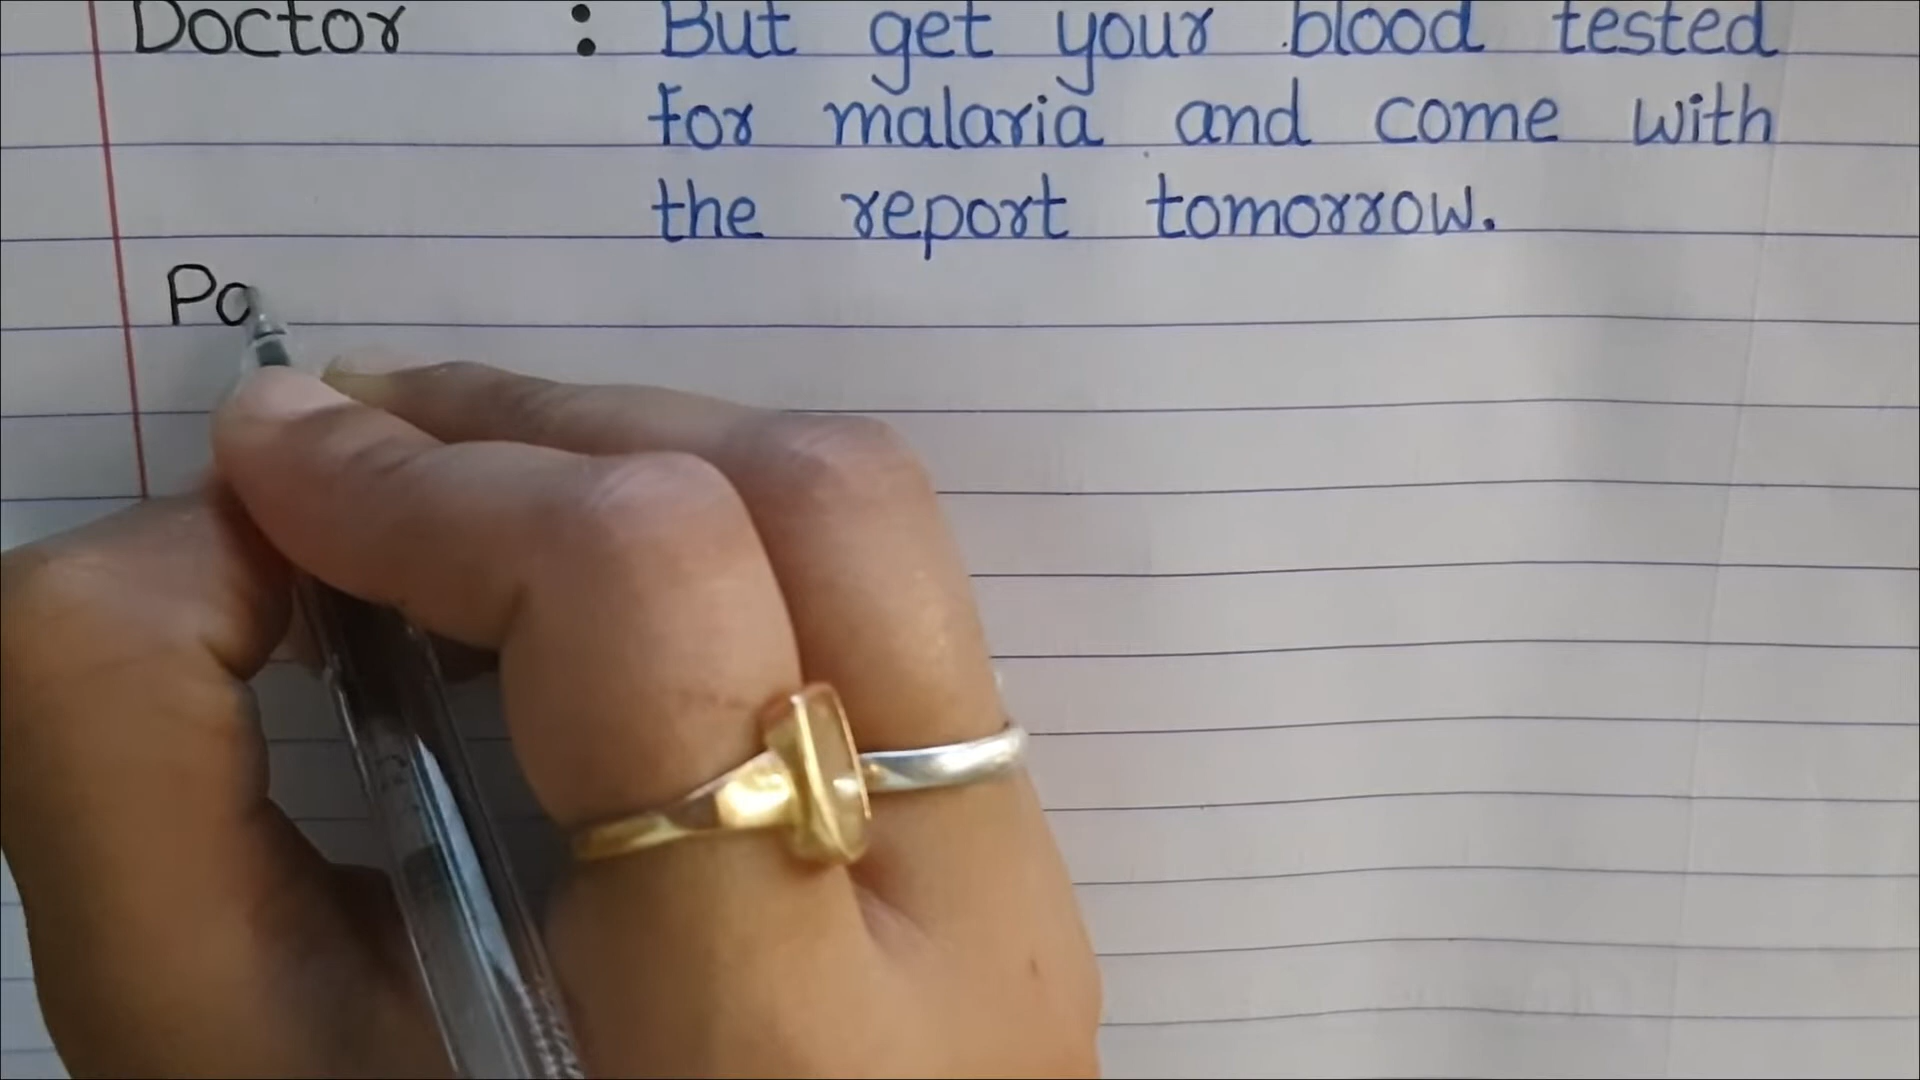 Doctor : But get your blood tested
for malaria and come with
the report tomorrow.
Pa